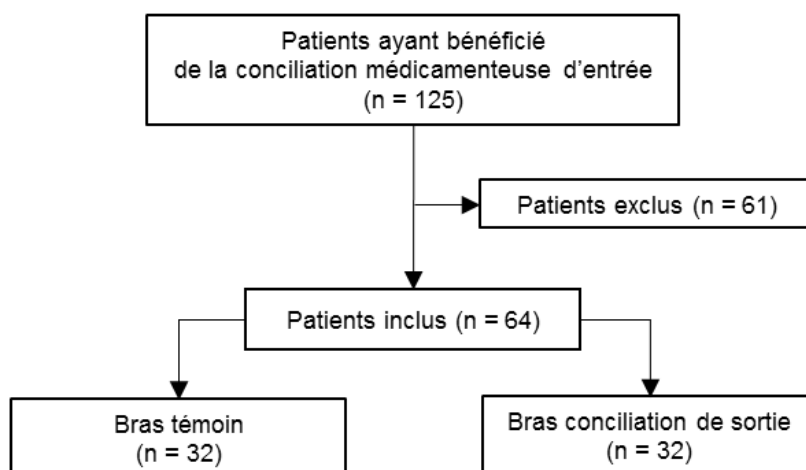 Patients ayant bénéficié
de la conciliation médicamenteuse d’entrée
(n = 125)
Patients exclus (n = 61)
Patients inclus (n = 64)
Bras témoin
(n = 32)
Bras conciliation de sortie
(n = 32)